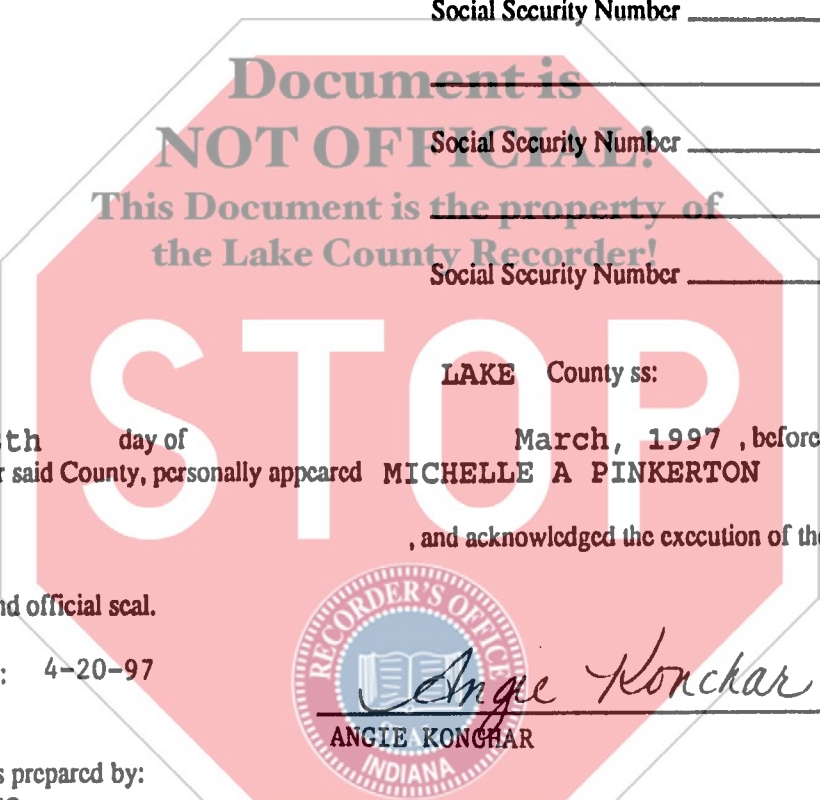 Social Security Number
Document is
NOT OFFICIAL!
Social Security Number
This Document is the property of
the Lake County Recorder!
Social Security Number
STOP
LAKE County ss:
th day of March, 1997 , before
said County, personally appeared MICHELLE A PINKERTON
, and acknowledged the execution of the
nd official seal.
: 4-20-97
RECORDER'S OFFICE
Angie Konchar
ANGIE KONCHAR
INDIANA
s prepared by: